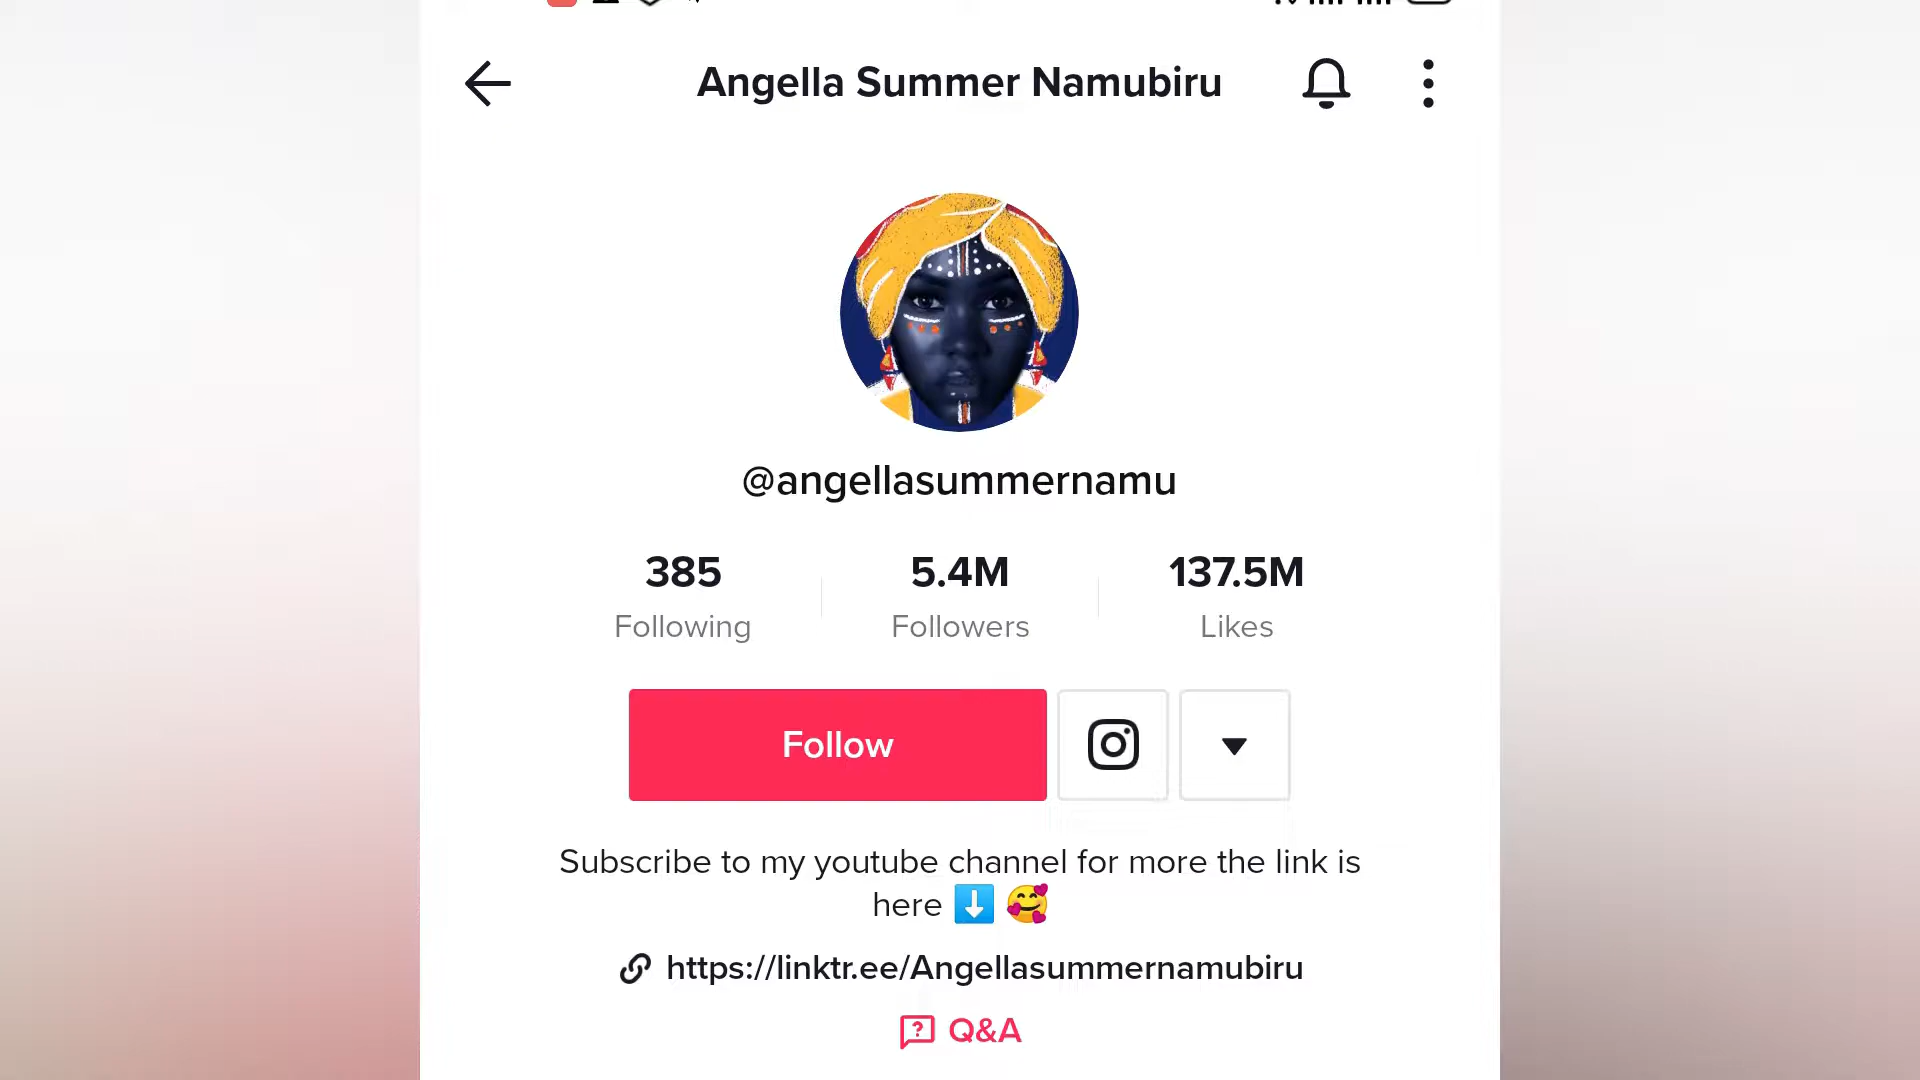 Angella Summer Namubiru
@angellasummernamu
385 5.4M 137.5M
Following Followers Likes
Follow
Subscribe to my youtube channel for more the link is
here ⬇️ 🥰
https://linktr.ee/Angellasummernamubiru
Q&A